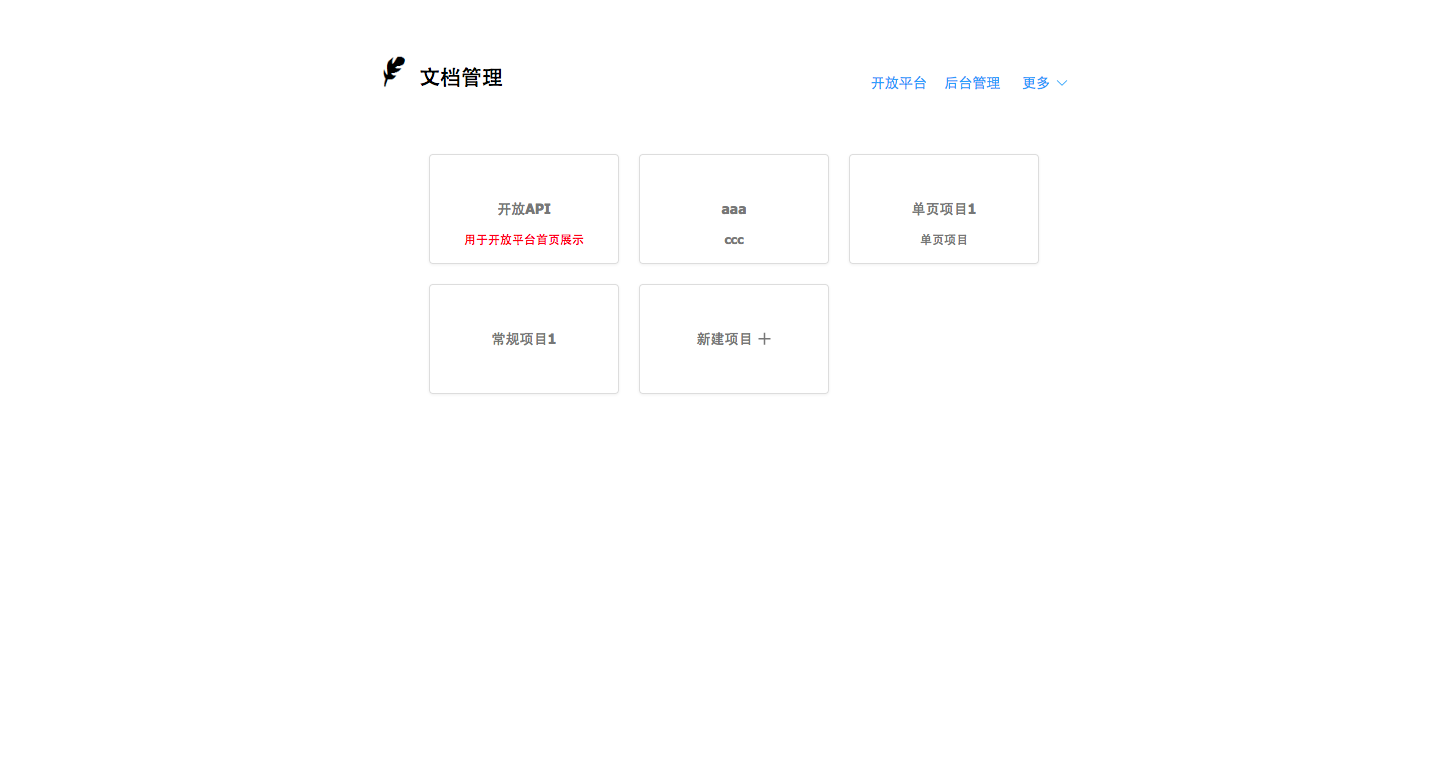 文档管理
开放平台 后台管理 更多
开放API
用于开放平台首页展示
aaa
ccc
单页项目1
单页项目
常规项目1
新建项目